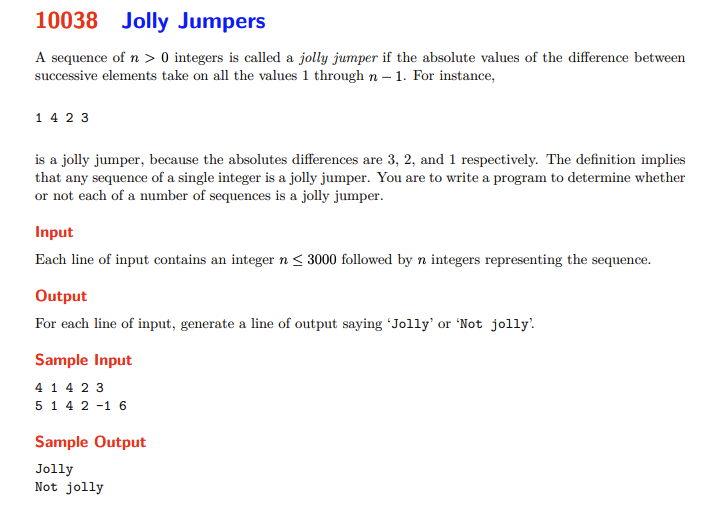 10038 Jolly Jumpers
A sequence of n > 0 integers is called a jolly jumper if the absolute values of the difference between
successive elements take on all the values 1 through n − 1. For instance,
1 4 2 3
is a jolly jumper, because the absolutes differences are 3, 2, and 1 respectively. The definition implies
that any sequence of a single integer is a jolly jumper. You are to write a program to determine whether
or not each of a number of sequences is a jolly jumper.
Input
Each line of input contains an integer n ≤ 3000 followed by n integers representing the sequence.
Output
For each line of input, generate a line of output saying ‘Jolly’ or ‘Not jolly’.
Sample Input
4 1 4 2 3
5 1 4 2 -1 6
Sample Output
Jolly
Not jolly